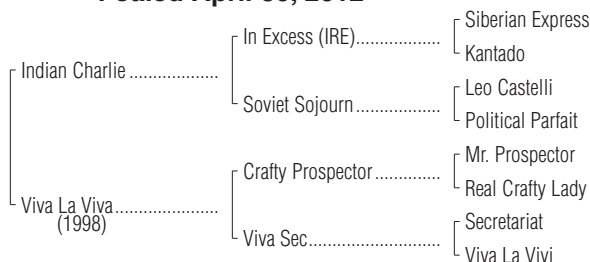 Foaled April 2012
Siberian Express
In Excess (IRE)..................
Kantado
Indian Charlie ...................
Leo Castelli
Soviet Sojourn...............
Political Parfait
Mr. Prospector
Crafty Prospector..............
Real Crafty Lady
Viva La Viva......................
(1998)
Secretariat
Viva Sec............................
Viva La Vivi